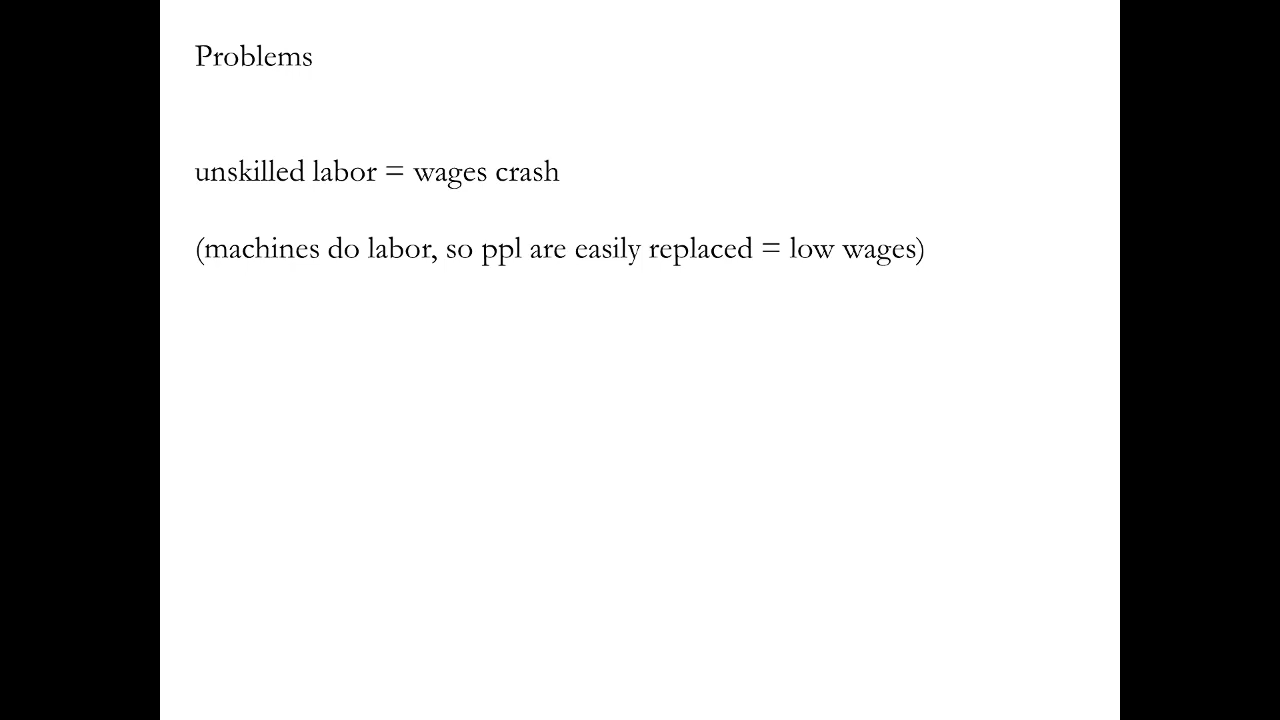 Problems
unskilled labor = wages crash
(machines do labor, so ppl are easily replaced = low wages)